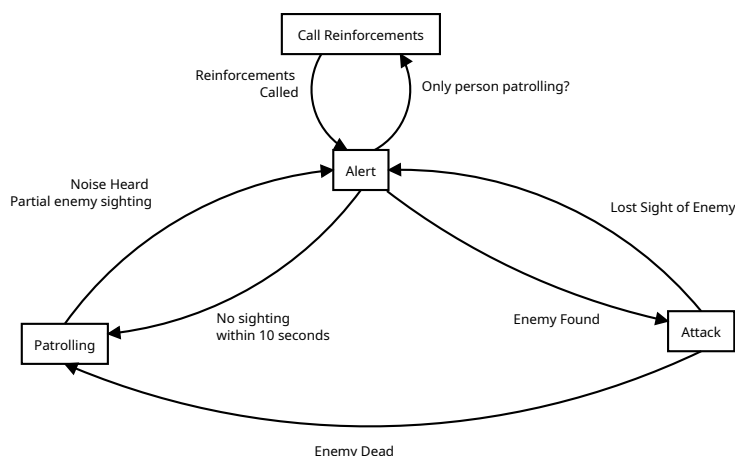 Call Reinforcements
Reinforcements
Called
Only person patrolling?
Alert
Noise Heard
Partial enemy sighting
Lost Sight of Enemy
No sighting
within 10 seconds
Enemy Found
Attack
Patrolling
Enemy Dead